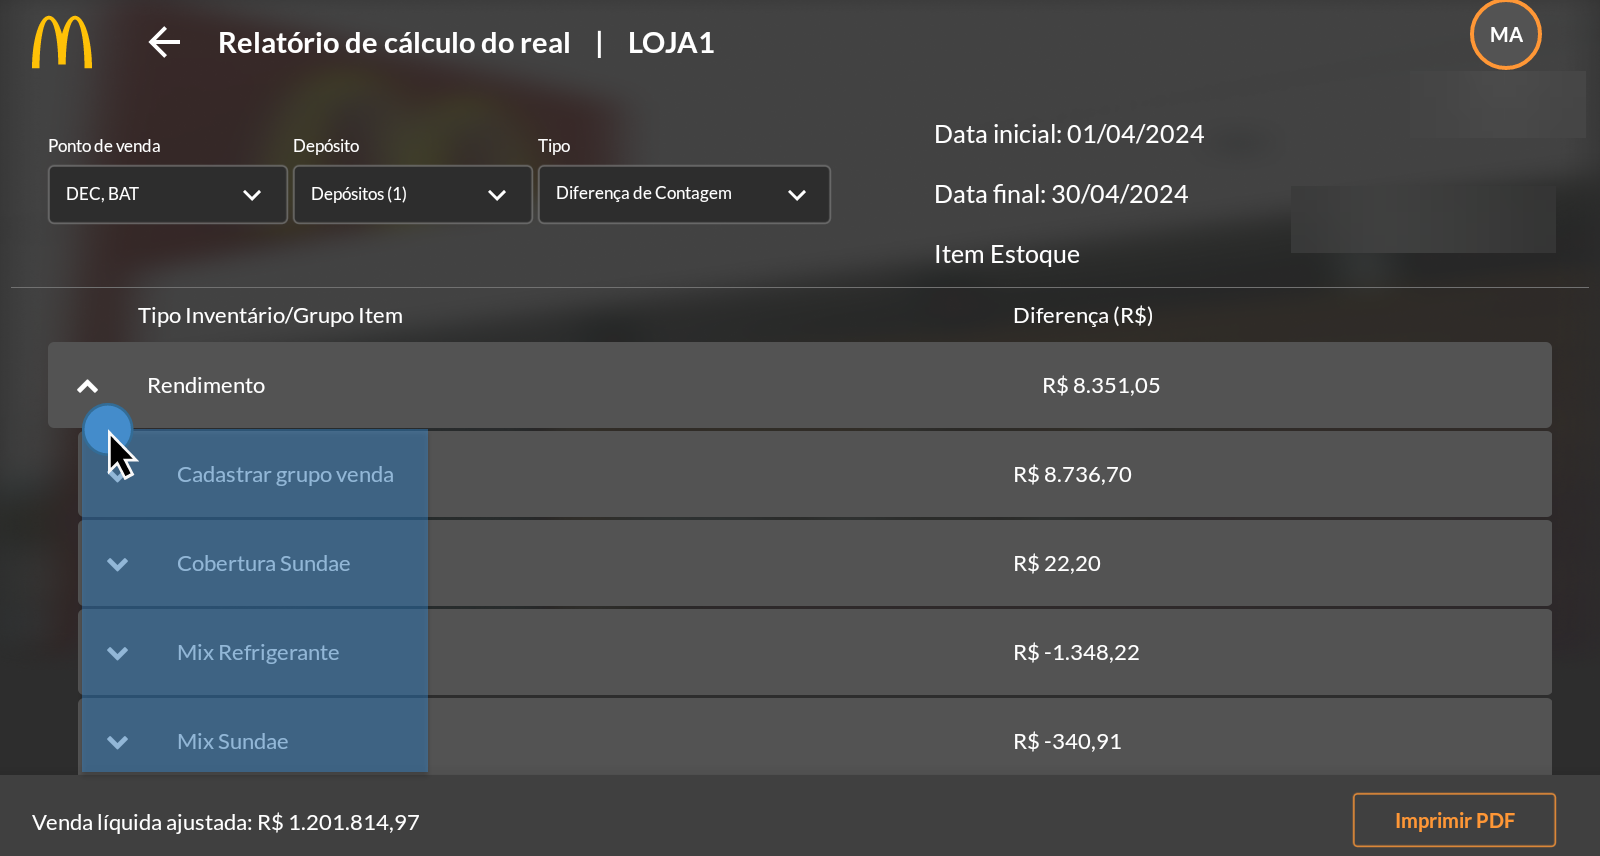 Relatório de cálculo do real | LOJA1
MA
Ponto de venda
Depósito
Tipo
DEC, BAT
Depósitos (1)
Diferença de Contagem
Data inicial: 01/04/2024
Data final: 30/04/2024
Item Estoque
Tipo Inventário/Grupo Item
Diferença (R$)
Rendimento
R$ 8.351,05
Cadastrar grupo venda
R$ 8.736,70
Cobertura Sundae
R$ 22,20
Mix Refrigerante
R$ -1.348,22
Mix Sundae
R$ -340,91
Venda líquida ajustada: R$ 1.201.814,97
Imprimir PDF